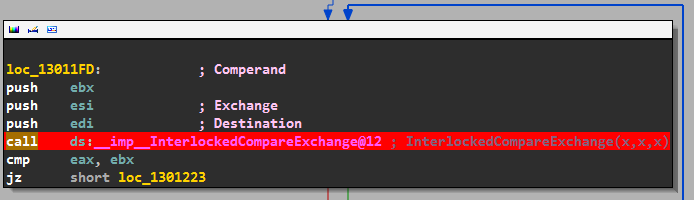 loc_13011FD: ; Comperand
push ebx
push esi ; Exchange
push edi ; Destination
call ds:__imp__InterlockedCompareExchange@12 ; InterlockedCompareExchange(x,x,x)
cmp eax, ebx
jz short loc_1301223